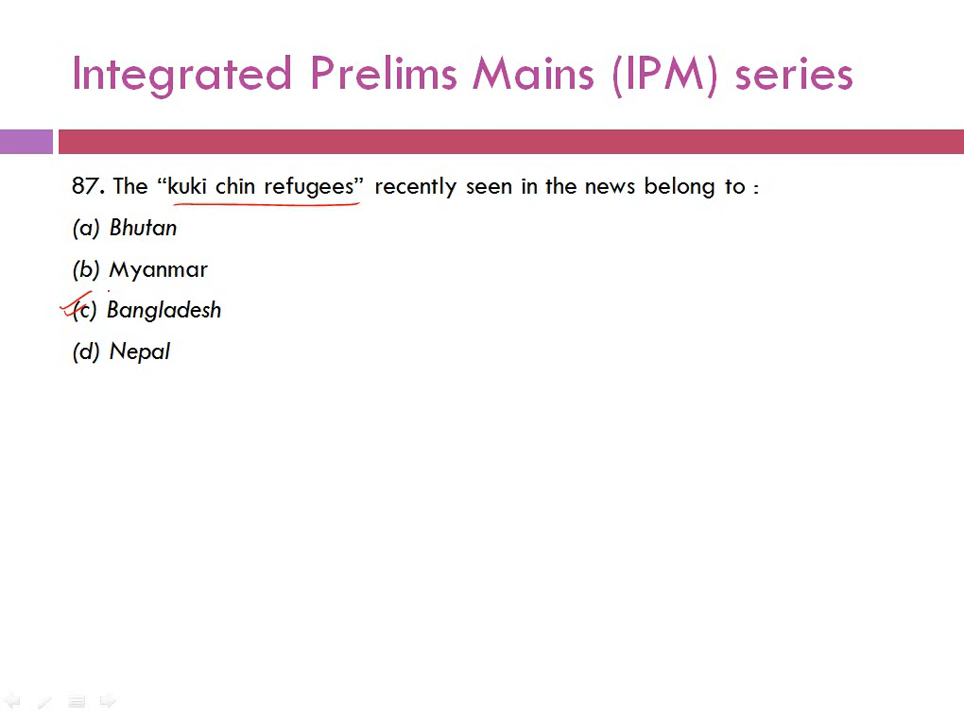 Integrated Prelims Mains (IPM) series
87. The “kuki chin refugees” recently seen in the news belong to :
(a) Bhutan
(b) Myanmar
(c) Bangladesh
(d) Nepal